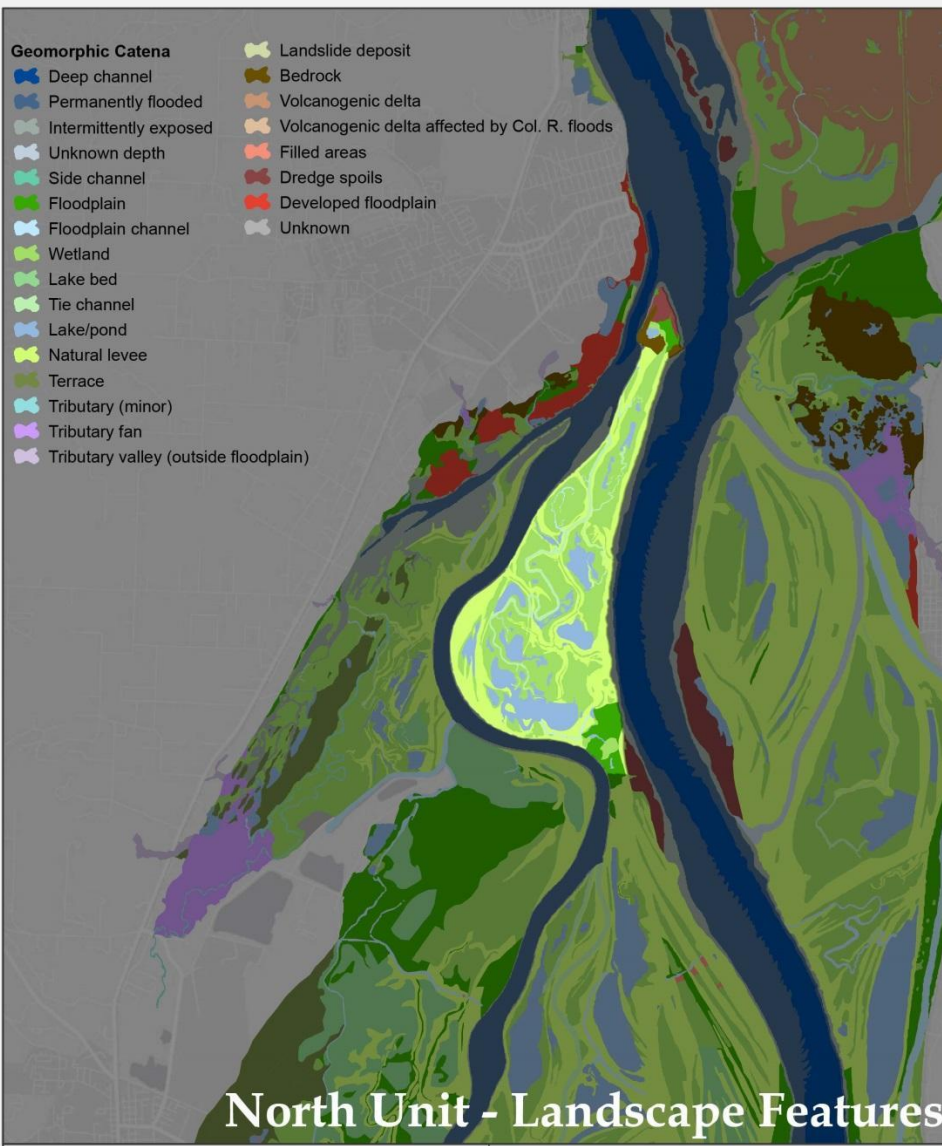 Geomorphic Catena
Deep channel
Permanently flooded
Intermittently exposed
Unknown depth
Side channel
Floodplain
Floodplain channel
Wetland
Lake bed
Tie channel
Lake/pond
Natural levee
Terrace
Tributary (minor)
Tributary fan
Tributary valley (outside floodplain)
Landslide deposit
Bedrock
Volcanogenic delta
Volcanogenic delta affected by Col. R. floods
Filled areas
Dredge spoils
Developed floodplain
Unknown
North Unit - Landscape Features